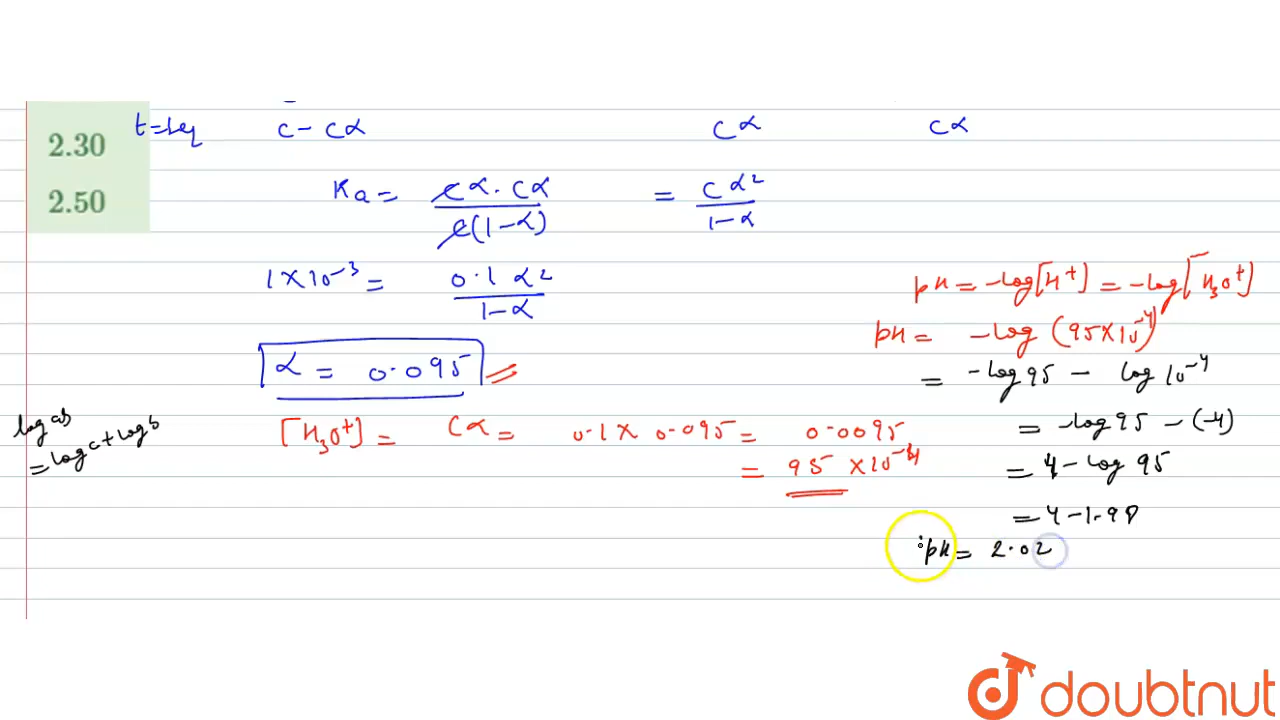 2.30
2.50
t=teq C - Cα Cα Cα
Ka = Cα·Cα / C(1-α) = Cα² / 1-α
1×10⁻³ = 0.1 α² / 1-α
α = 0.095
log ab
= log a + log b
[H₃O⁺] = Cα = 0.1 × 0.095 = 0.0095
= 95 × 10⁻⁴
pH = -log[H⁺] = -log[H₃O⁺]
pH = -log (95×10⁻⁴)
= -log 95 - log 10⁻⁴
= -log 95 - (-4)
= 4 - log 95
= 4 - 1.98
pH = 2.02
doubtnut